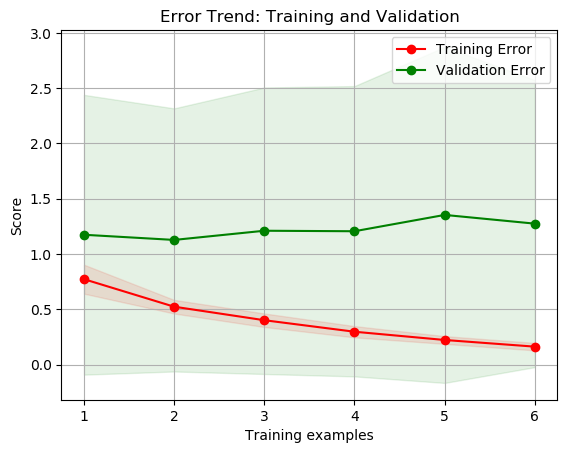 Error Trend: Training and Validation
Training Error
Validation Error
Score
3.0
2.5
2.0
1.5
1.0
0.5
0.0
1 2 3 4 5 6
Training examples